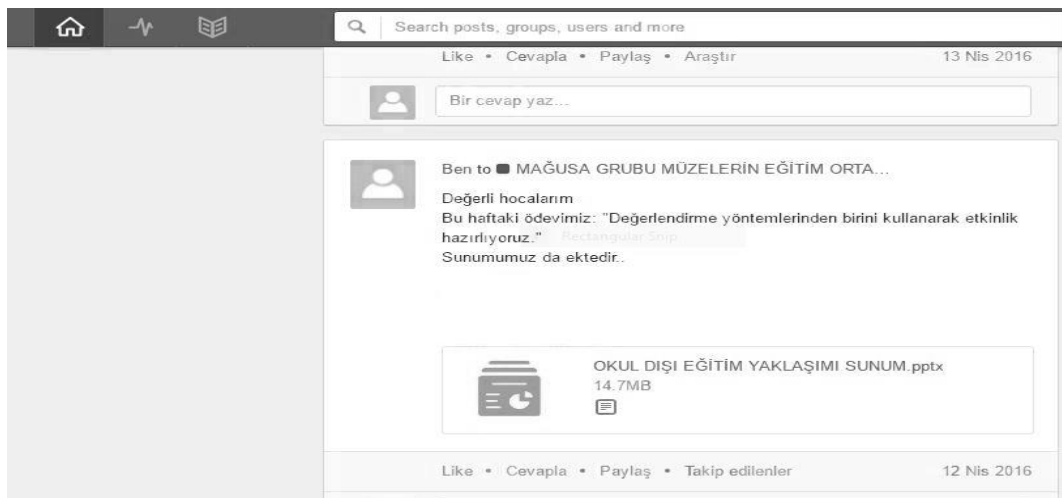 Search posts, groups, users and more
Like • Cevapla • Paylaş • Araştır 13 Nis 2016
Bir cevap yaz...
Ben to MAĞUSA GRUBU MÜZELERİN EĞİTİM ORTA...
Değerli hocalarım
Bu haftaki ödevimiz: "Değerlendirme yöntemlerinden birini kullanarak etkinlik
hazırlıyoruz."
Rectangular Snip
Sunumumuz da ektedir..
OKUL DIŞI EĞİTİM YAKLAŞIMI SUNUM.pptx
14.7MB
Like • Cevapla • Paylaş • Takip edilenler 12 Nis 2016